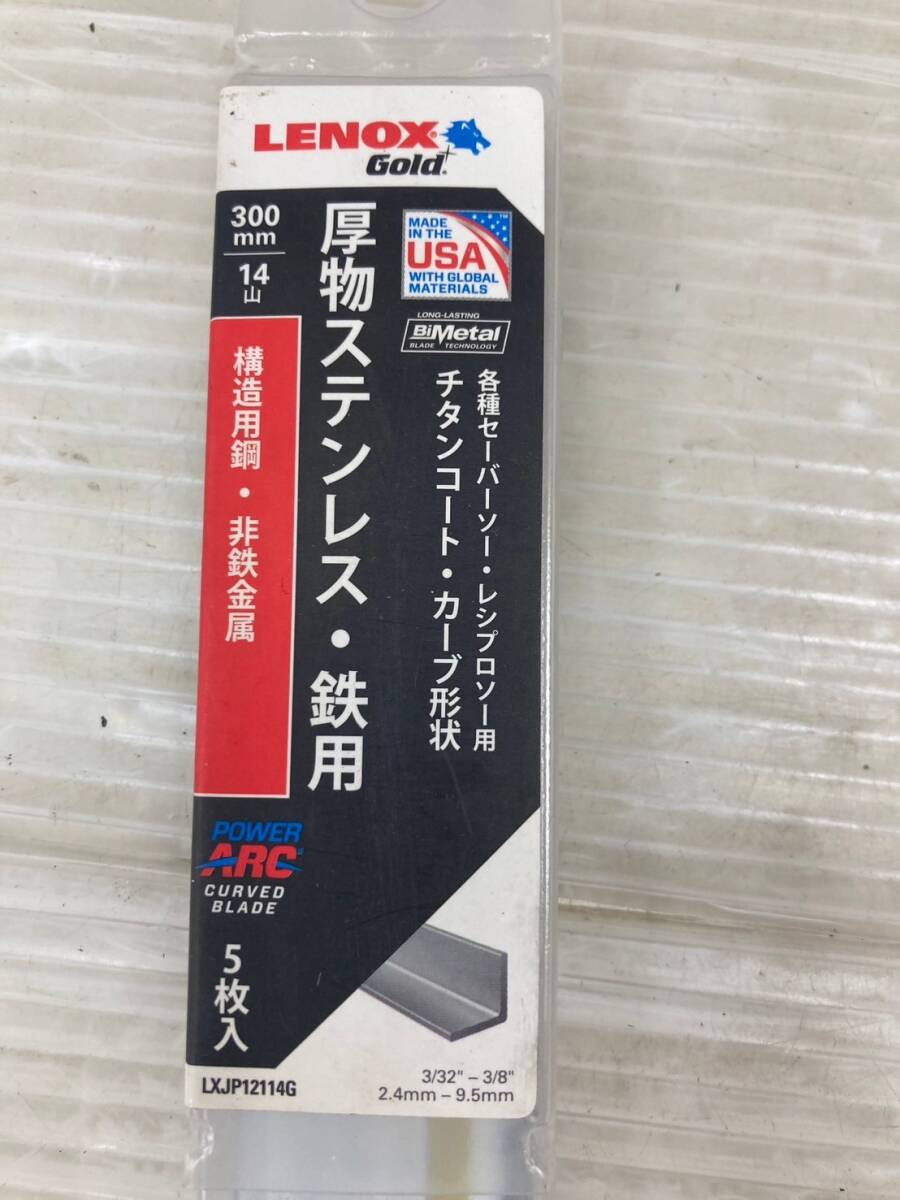 LENOX®
Gold+.
300
mm
14
山
厚物ステンレス・鉄用
構造用鋼・非鉄金属
MADE
IN THE
USA™
WITH GLOBAL
MATERIALS
LONG-LASTING
BiMetal
BLADE TECHNOLOGY
各種セーバーソー・レシプロソー用
チタンコート・カーブ形状
POWER
ARC
CURVED
BLADE
5枚入
LXJP12114G
3/32" – 3/8"
2.4mm – 9.5mm